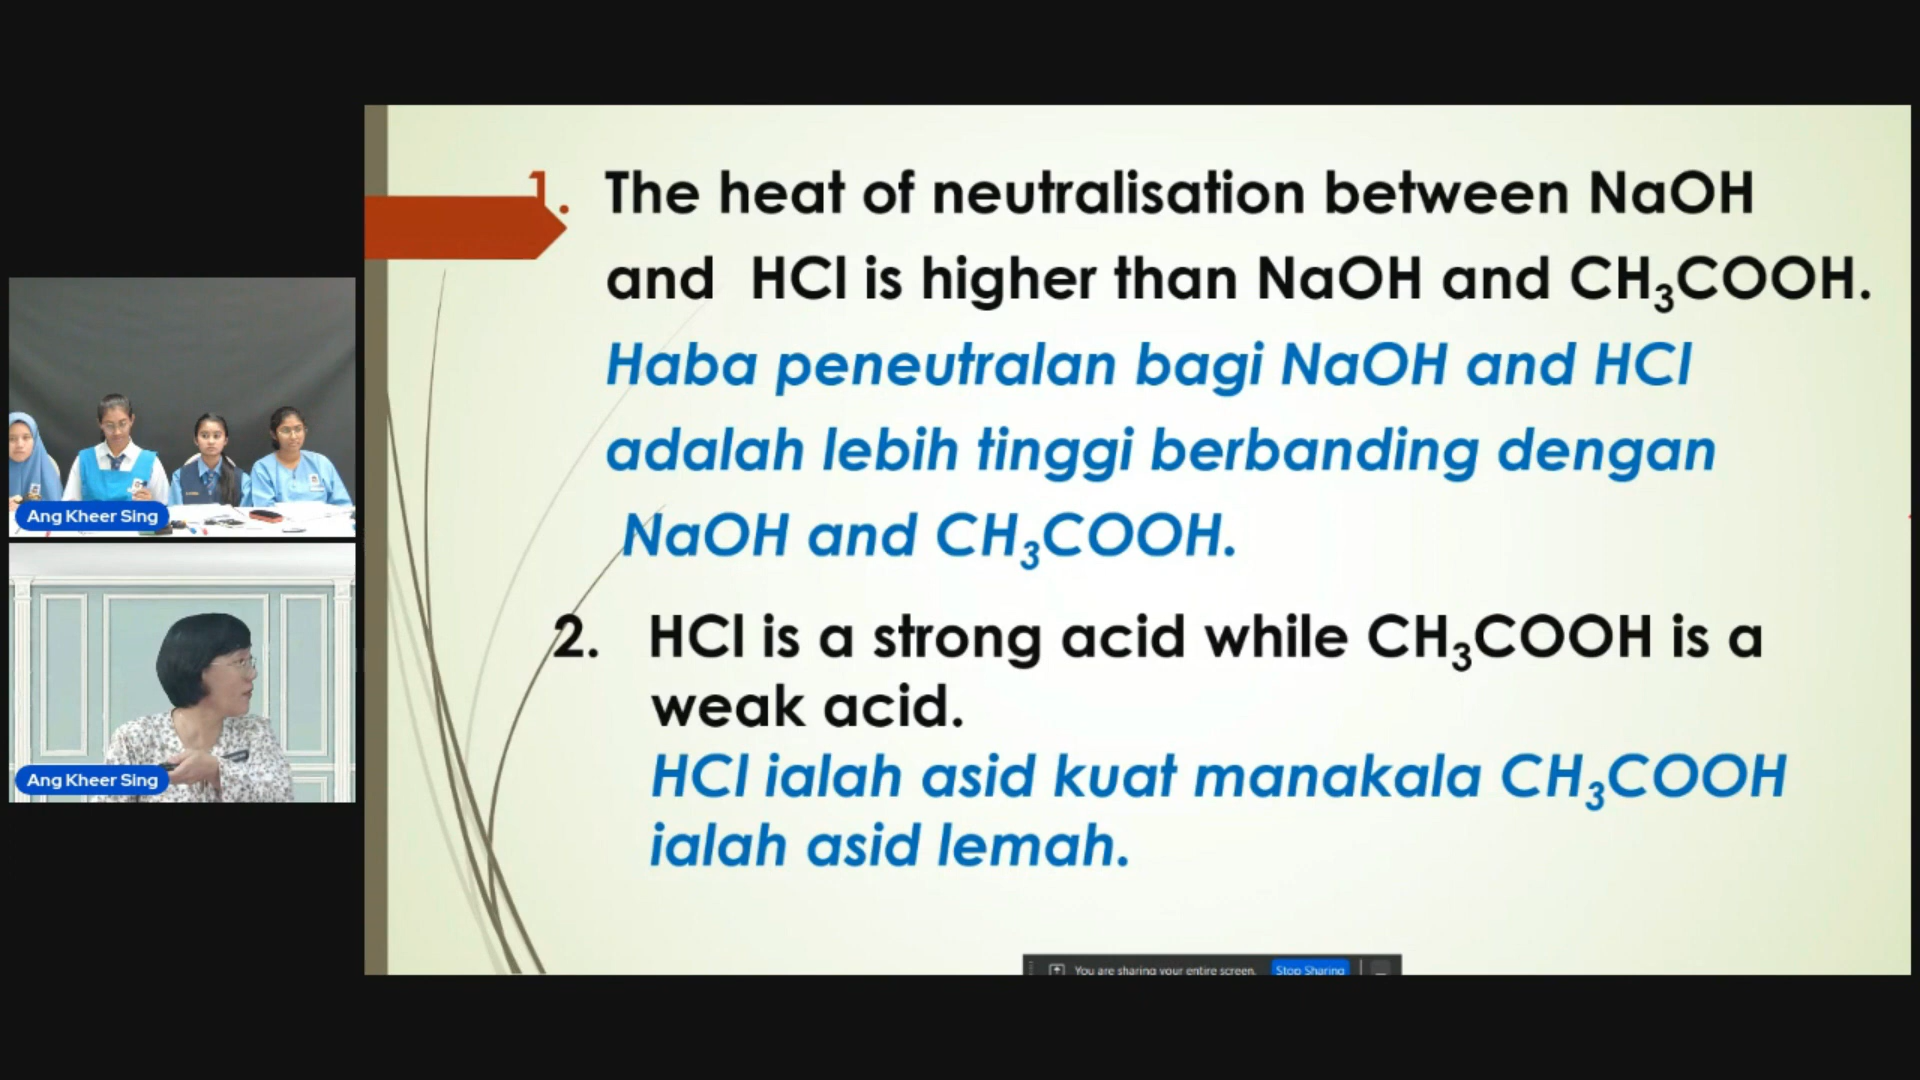 1. The heat of neutralisation between NaOH
and HCl is higher than NaOH and CH₃COOH.
Haba peneutralan bagi NaOH and HCl
adalah lebih tinggi berbanding dengan
NaOH and CH₃COOH.
2. HCl is a strong acid while CH₃COOH is a
weak acid.
HCl ialah asid kuat manakala CH₃COOH
ialah asid lemah.
Ang Kheer Sing
Ang Kheer Sing
You are sharing your entire screen. Stop Sharing